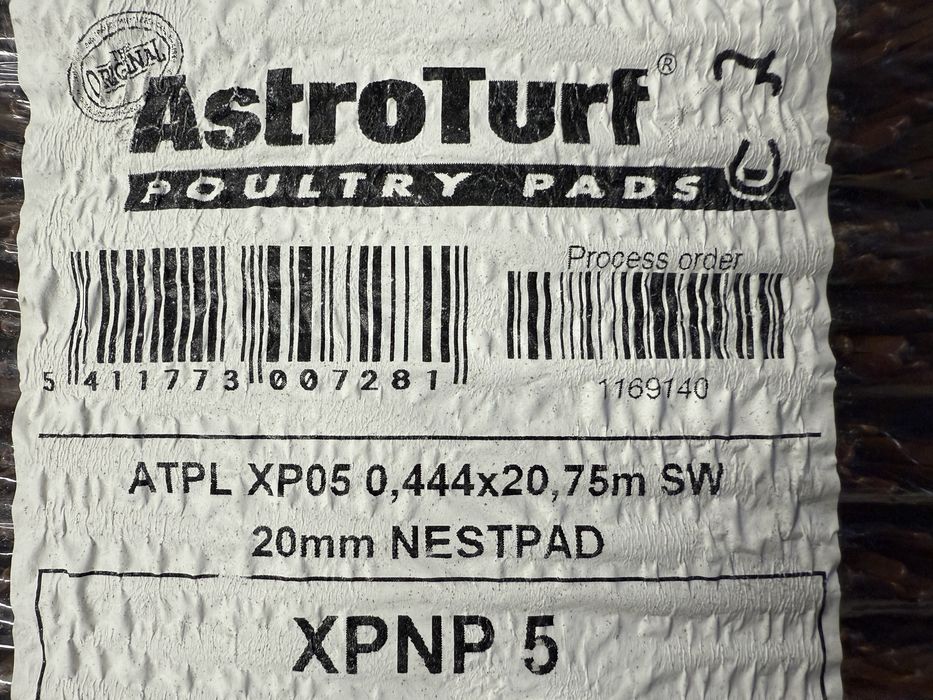 THE
ORIGINAL
AstroTurf®
POULTRY PADS
Process order
5 411773 007281
1169140
ATPL XP05 0,444x20,75m SW
20mm NESTPAD
XPNP 5